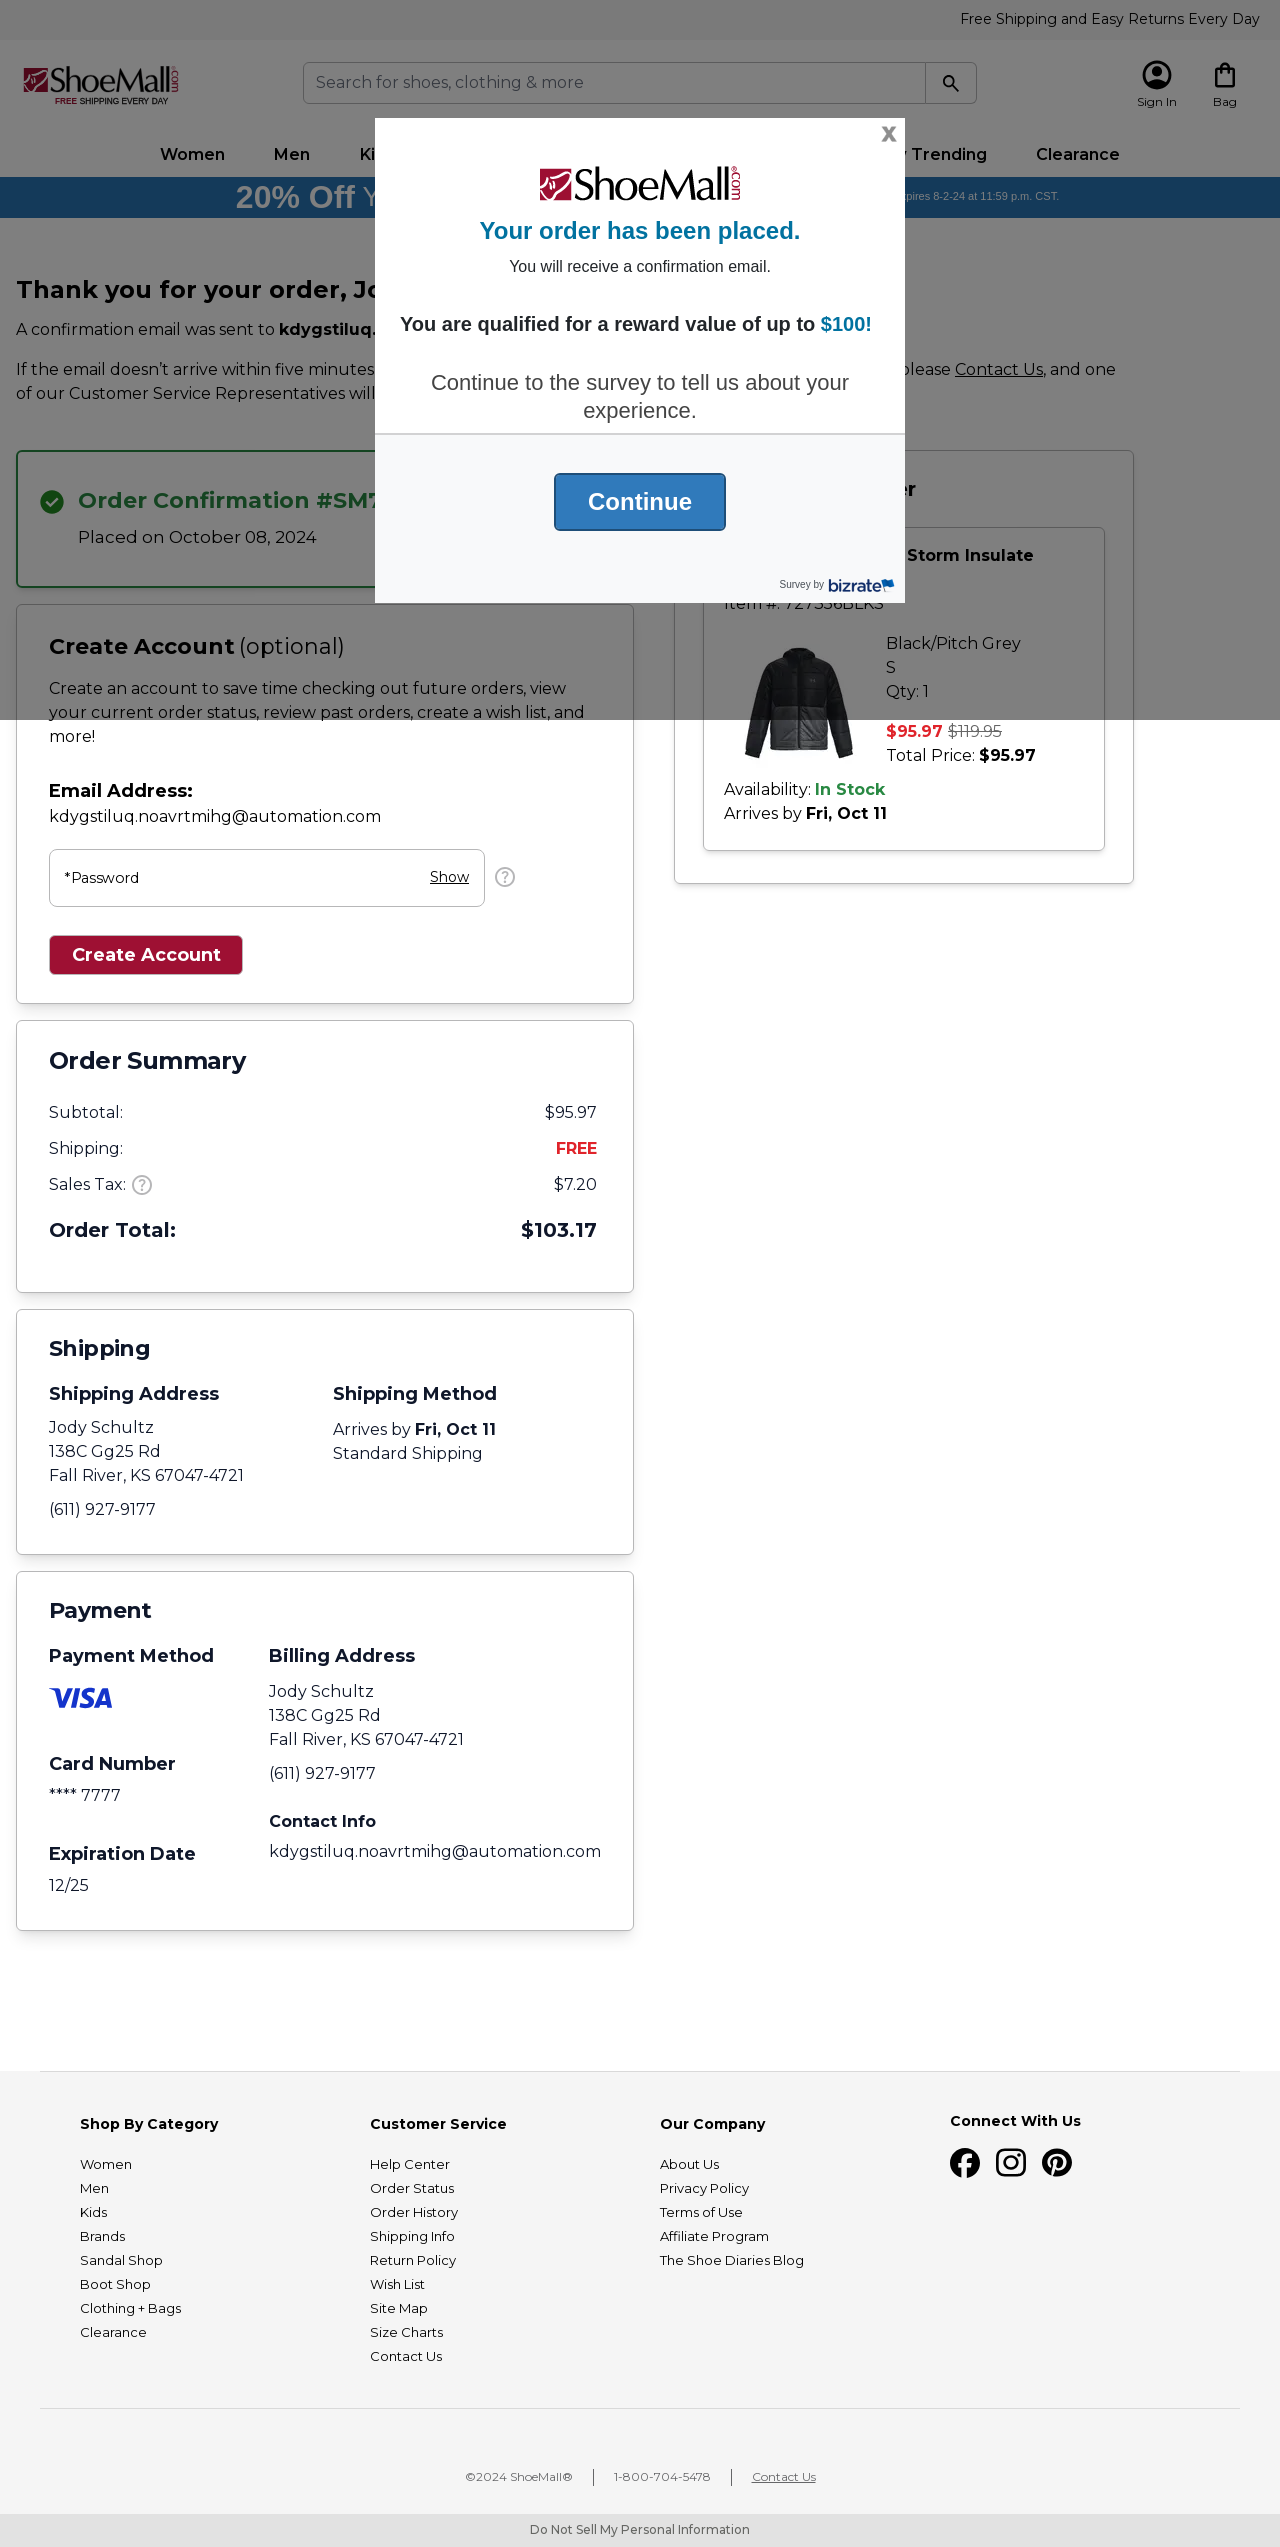 Free Shipping and Easy Returns Every Day
ShoeMall.com
FREE SHIPPING EVERY DAY
Search for shoes, clothing & more
Sign In
Bag
Women
Men
Trending
Clearance
20% Off
8-2-24 at 11:59 p.m. CST.
X
ShoeMall.com
Your order has been placed.
You will receive a confirmation email.
You are qualified for a reward value of up to $100!
Continue to the survey to tell us about your
experience.
Continue
Survey by bizrate
Thank you for your order,
A confirmation email was sent to kdygstiluq.
If the email doesn’t arrive within five minutes
please Contact Us, and one
of our Customer Service Representatives will
Order Confirmation #SM7
Placed on October 08, 2024
Create Account (optional)
Create an account to save time checking out future orders, view
your current order status, review past orders, create a wish list, and
more!
Email Address:
kdygstiluq.noavrtmihg@automation.com
*Password
Show
?
Create Account
Storm Insulate
Item #: 727356BLKS
Black/Pitch Grey
S
Qty: 1
$95.97 $119.95
Total Price: $95.97
Availability: In Stock
Arrives by Fri, Oct 11
Order Summary
Subtotal: $95.97
Shipping: FREE
Sales Tax: ? $7.20
Order Total: $103.17
Shipping
Shipping Address
Jody Schultz
138C Gg25 Rd
Fall River, KS 67047-4721
(611) 927-9177
Shipping Method
Arrives by Fri, Oct 11
Standard Shipping
Payment
Payment Method
VISA
Card Number
**** 7777
Expiration Date
12/25
Billing Address
Jody Schultz
138C Gg25 Rd
Fall River, KS 67047-4721
(611) 927-9177
Contact Info
kdygstiluq.noavrtmihg@automation.com
Shop By Category
Women
Men
Kids
Brands
Sandal Shop
Boot Shop
Clothing + Bags
Clearance
Customer Service
Help Center
Order Status
Order History
Shipping Info
Return Policy
Wish List
Site Map
Size Charts
Contact Us
Our Company
About Us
Privacy Policy
Terms of Use
Affiliate Program
The Shoe Diaries Blog
Connect With Us
©2024 ShoeMall®
1-800-704-5478
Contact Us
Do Not Sell My Personal Information